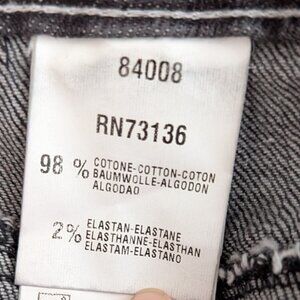 84008
RN73136
98 % COTONE-COTTON-COTON
BAUMWOLLE-ALGODON
ALGODAO
2% ELASTAN-ELASTANE
ELASTHANNE-ELASTHAN
ELASTAM-ELASTANO